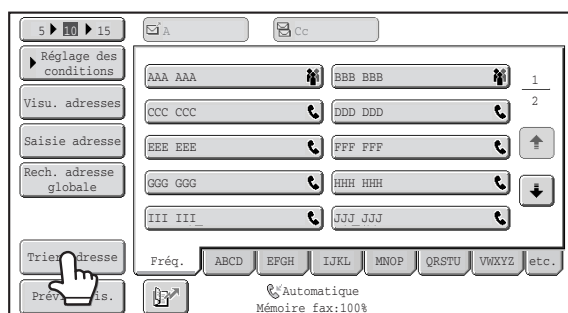 5 10 15
A
Cc
Réglage des
conditions
Visu. adresses
Saisie adresse
Rech. adresse
globale
Trier adresse
AAA AAA
BBB BBB
CCC CCC
DDD DDD
EEE EEE
FFF FFF
GGG GGG
HHH HHH
III III
JJJ JJJ
1
2
Fréq.
ABCD
EFGH
IJKL
MNOP
QRSTU
VWXYZ
etc.
Automatique
Mémoire fax:100%